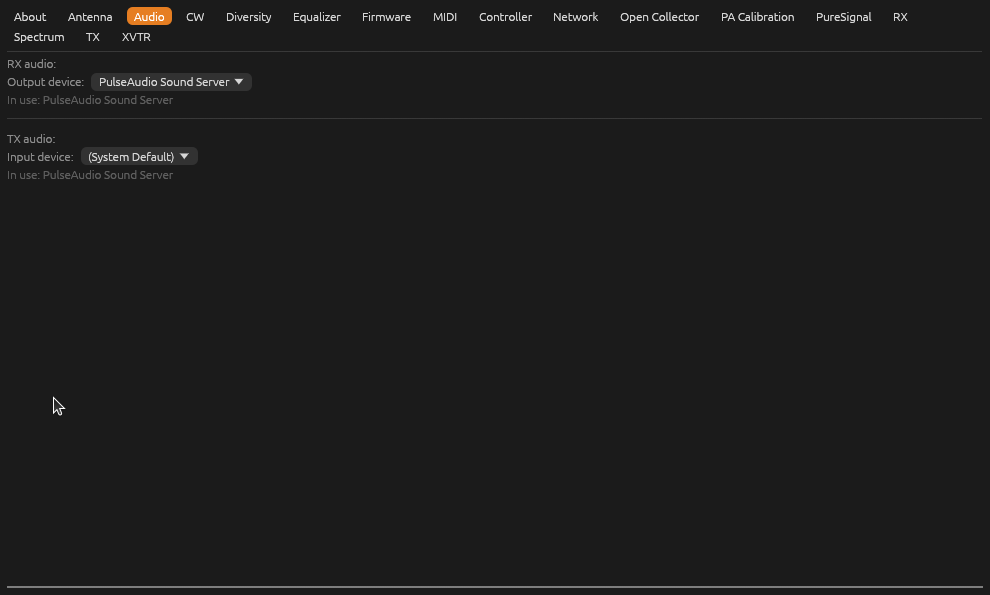 About Antenna Audio CW Diversity Equalizer Firmware MIDI Controller Network Open Collector PA Calibration PureSignal RX
Spectrum TX XVTR
RX audio:
Output device: PulseAudio Sound Server
In use: PulseAudio Sound Server
TX audio:
Input device: (System Default)
In use: PulseAudio Sound Server